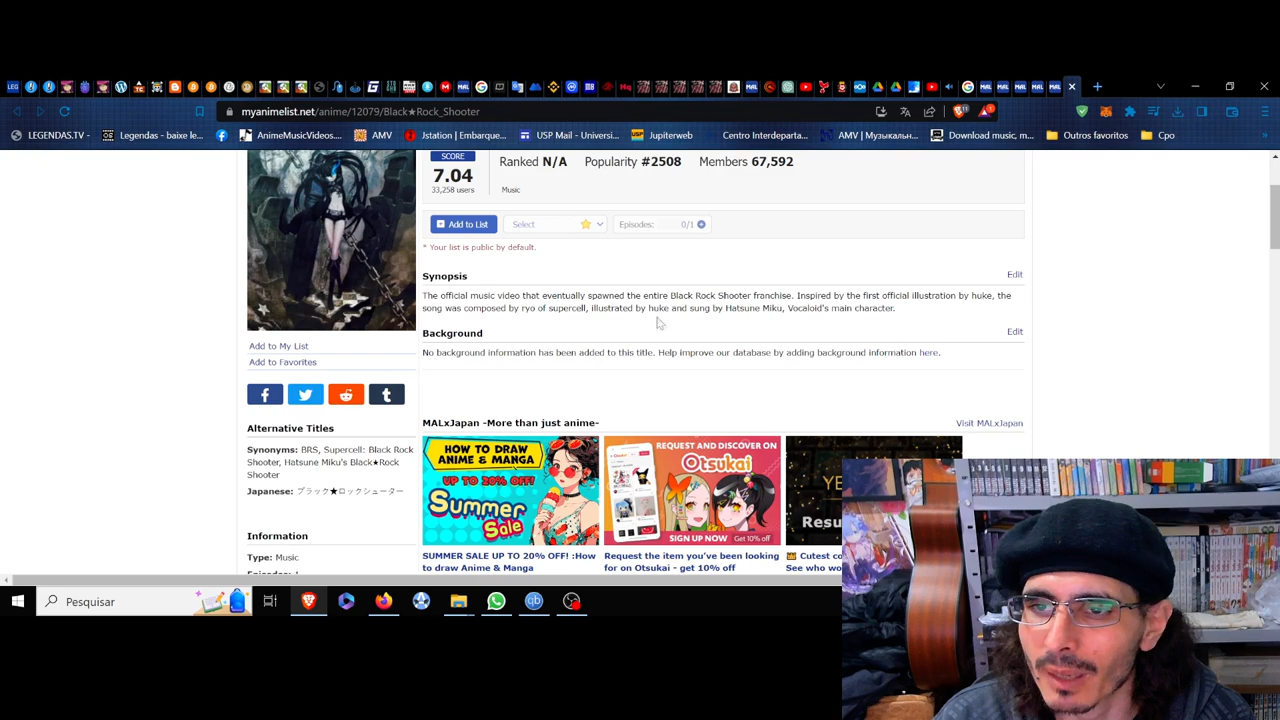 myanimelist.net/anime/12079/Black★Rock_Shooter
LEGENDAS.TV -
Legendas - baixe le...
AnimeMusicVideos....
AMV
Jstation | Embarque...
USP Mail - Universi...
Jupiterweb
Centro Interdeparta...
AMV | Музыкальн...
Download music, m...
Outros favoritos
Cpo
SCORE
7.04
33,258 users
Ranked N/A Popularity #2508 Members 67,592
Music
Add to List
Select
Episodes: 0/1
* Your list is public by default.
Synopsis
Edit
The official music video that eventually spawned the entire Black Rock Shooter franchise. Inspired by the first official illustration by huke, the
song was composed by ryo of supercell, illustrated by huke and sung by Hatsune Miku, Vocaloid's main character.
Background
Edit
No background information has been added to this title. Help improve our database by adding background information here.
Add to My List
Add to Favorites
Alternative Titles
Synonyms: BRS, Supercell: Black Rock
Shooter, Hatsune Miku's Black★Rock
Shooter
Japanese: ブラック★ロックシューター
Information
Type: Music
MALxJapan -More than just anime-
Visit MALxJapan
HOW TO DRAW
ANIME & MANGA
UP TO 20% OFF!
Summer
Sale
REQUEST AND DISCOVER ON
Otsukai
SIGN UP NOW
Get 10% off
YE
Resu
SUMMER SALE UP TO 20% OFF! :How
to draw Anime & Manga
Request the item you've been looking
for on Otsukai - get 10% off
Cutest c
See who wo
Pesquisar